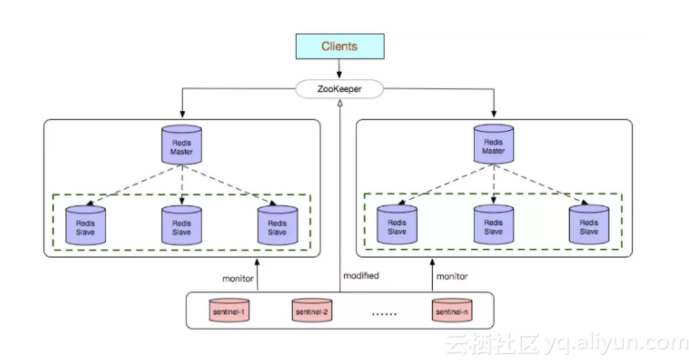 Clients
ZooKeeper
Redis
Master
Redis
Master
Redis
Slave
Redis
Slave
Redis
Slave
Redis
Slave
Redis
Slave
Redis
Slave
monitor
modified
monitor
sentinel-1
sentinel-2
......
sentinel-n
云栖社区 yq.aliyun.com